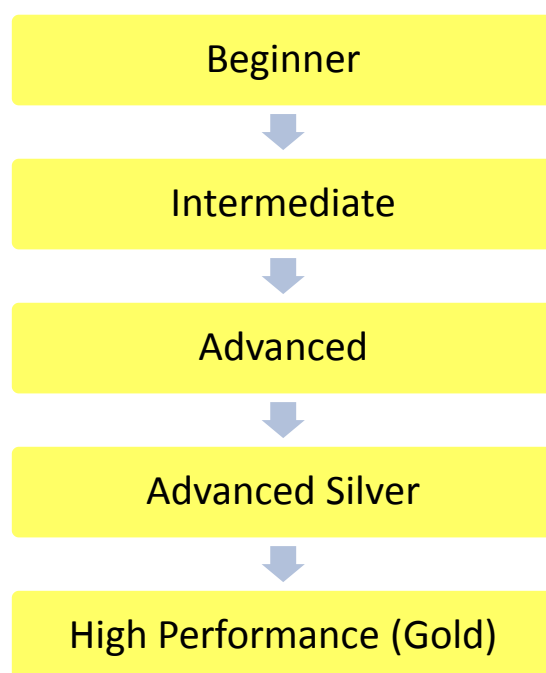 Beginner
Intermediate
Advanced
Advanced Silver
High Performance (Gold)